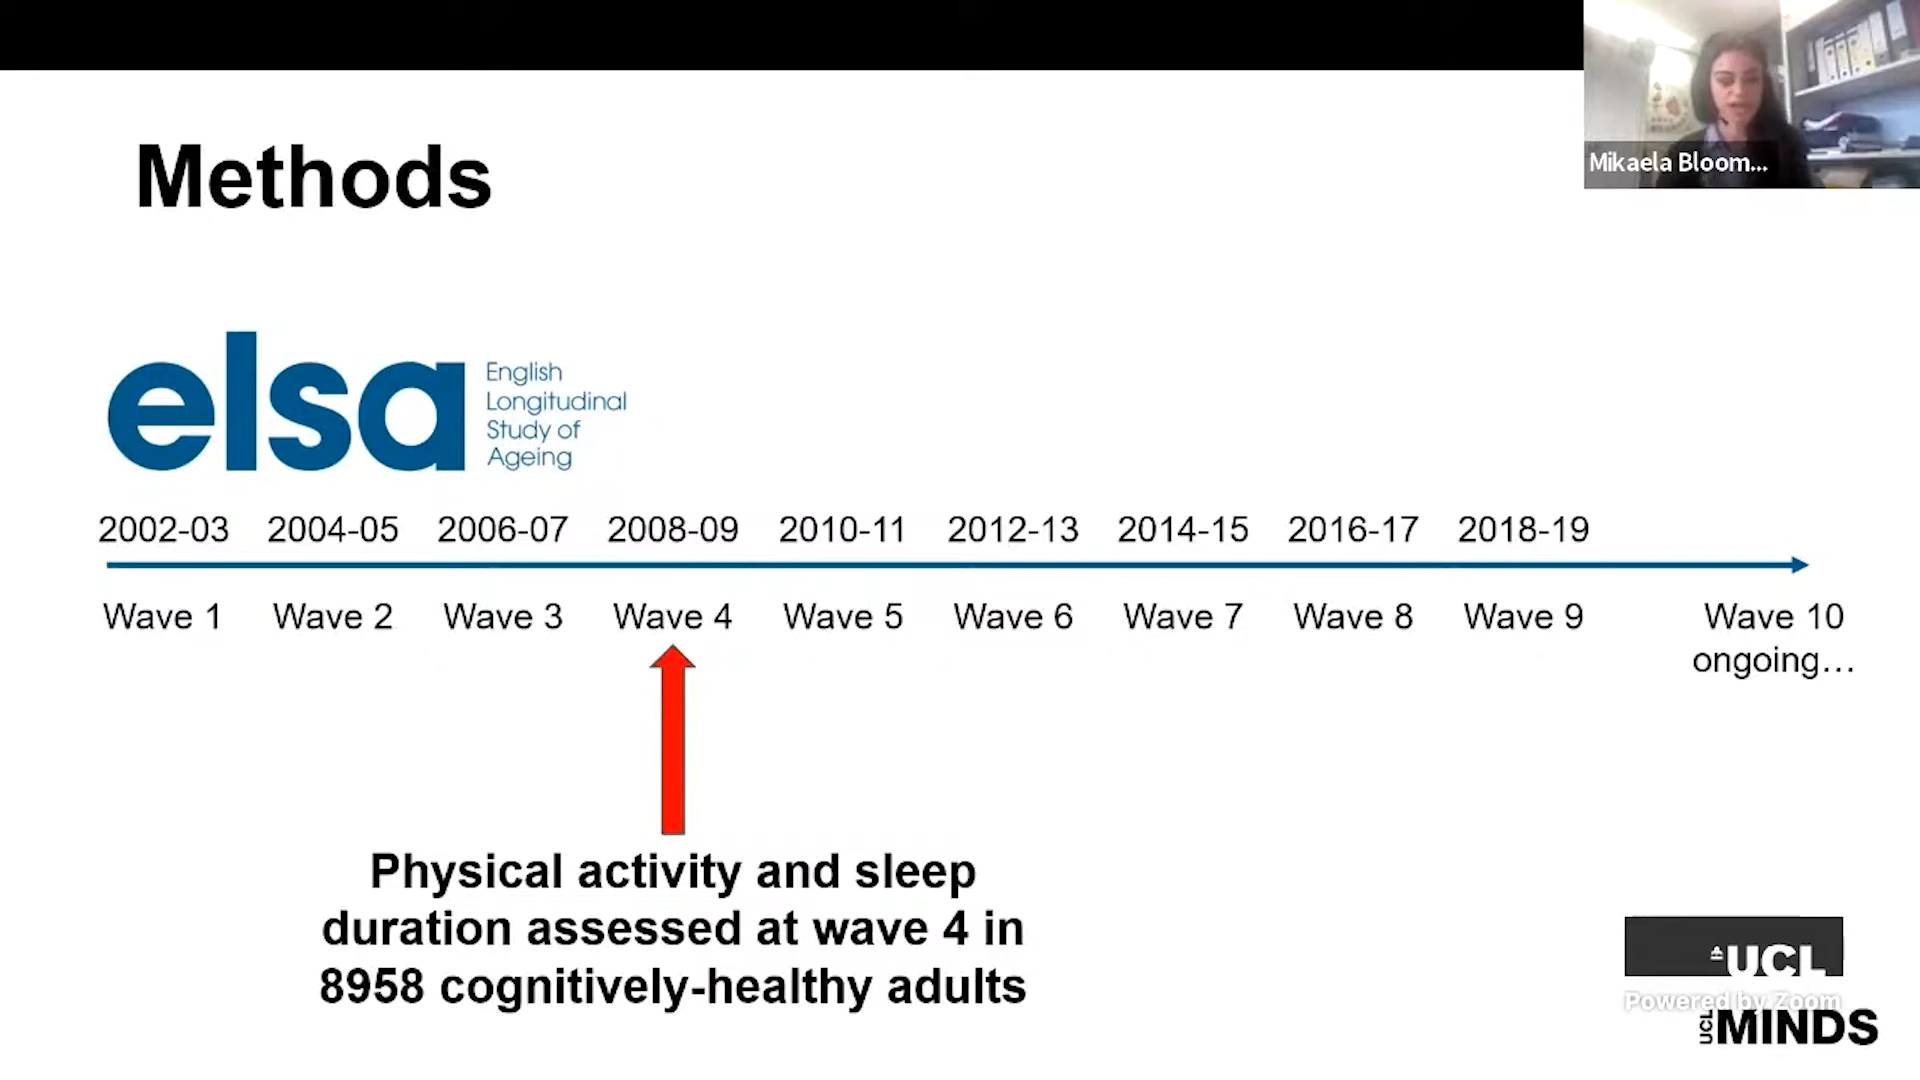 Mikaela Bloom...
Methods
elsa
English
Longitudinal
Study of
Ageing
2002-03 2004-05 2006-07 2008-09 2010-11 2012-13 2014-15 2016-17 2018-19
Wave 1 Wave 2 Wave 3 Wave 4 Wave 5 Wave 6 Wave 7 Wave 8 Wave 9 Wave 10
ongoing…
Physical activity and sleep
duration assessed at wave 4 in
8958 cognitively-healthy adults
UCL
Powered by Zoom
UCL MINDS